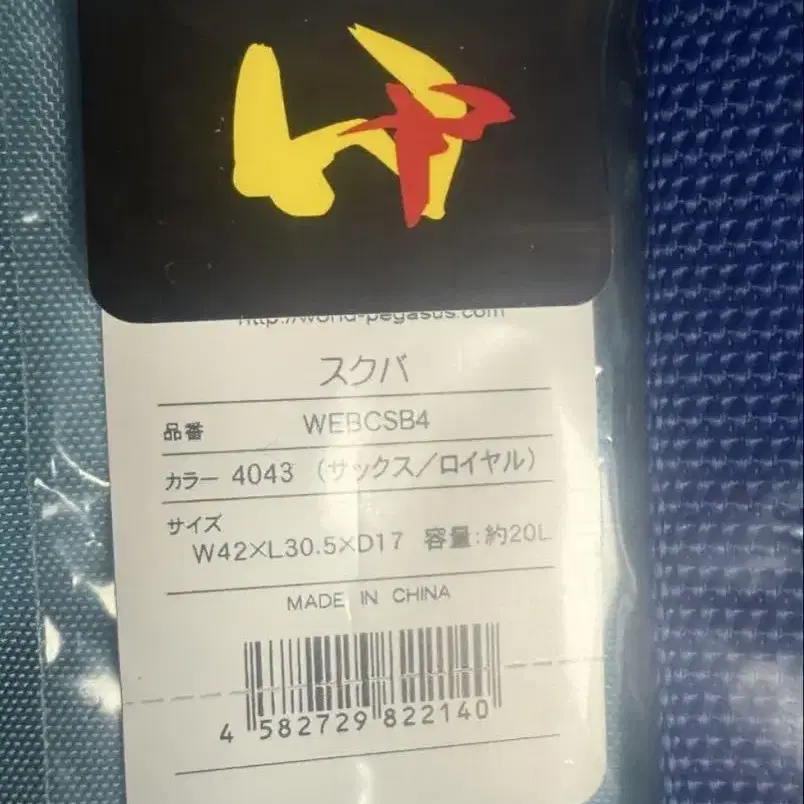 http://world-pegasus.com
スクバ
品番 WEBCSB4
カラー 4043 (サックス/ロイヤル)
サイズ
W42×L30.5×D17 容量:約20L
MADE IN CHINA
4 582729 822140